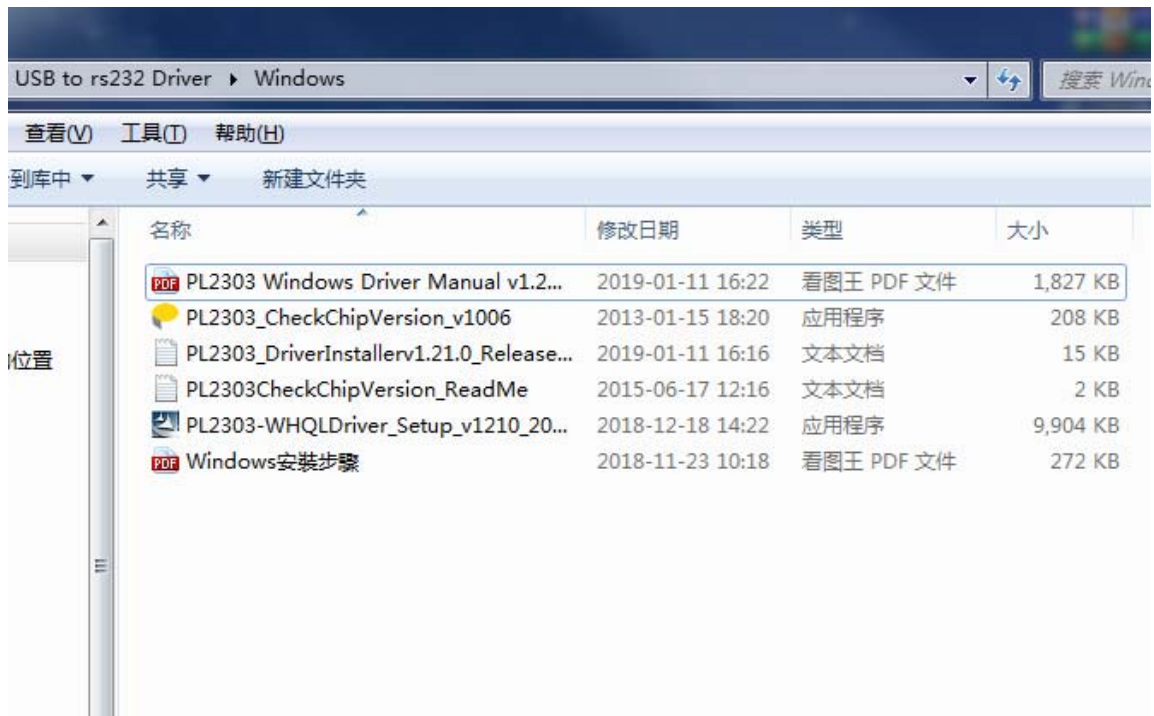 USB to rs232 Driver Windows 搜索 Wind
查看(V) 工具(T) 帮助(H)
到库中 共享 新建文件夹
名称 修改日期 类型 大小
PL2303 Windows Driver Manual v1.2... 2019-01-11 16:22 看图王 PDF 文件 1,827 KB
PL2303_CheckChipVersion_v1006 2013-01-15 18:20 应用程序 208 KB
PL2303_DriverInstallerv1.21.0_Release... 2019-01-11 16:16 文本文档 15 KB
位置 PL2303CheckChipVersion_ReadMe 2015-06-17 12:16 文本文档 2 KB
PL2303-WHQLDriver_Setup_v1210_20... 2018-12-18 14:22 应用程序 9,904 KB
Windows安裝步驟 2018-11-23 10:18 看图王 PDF 文件 272 KB